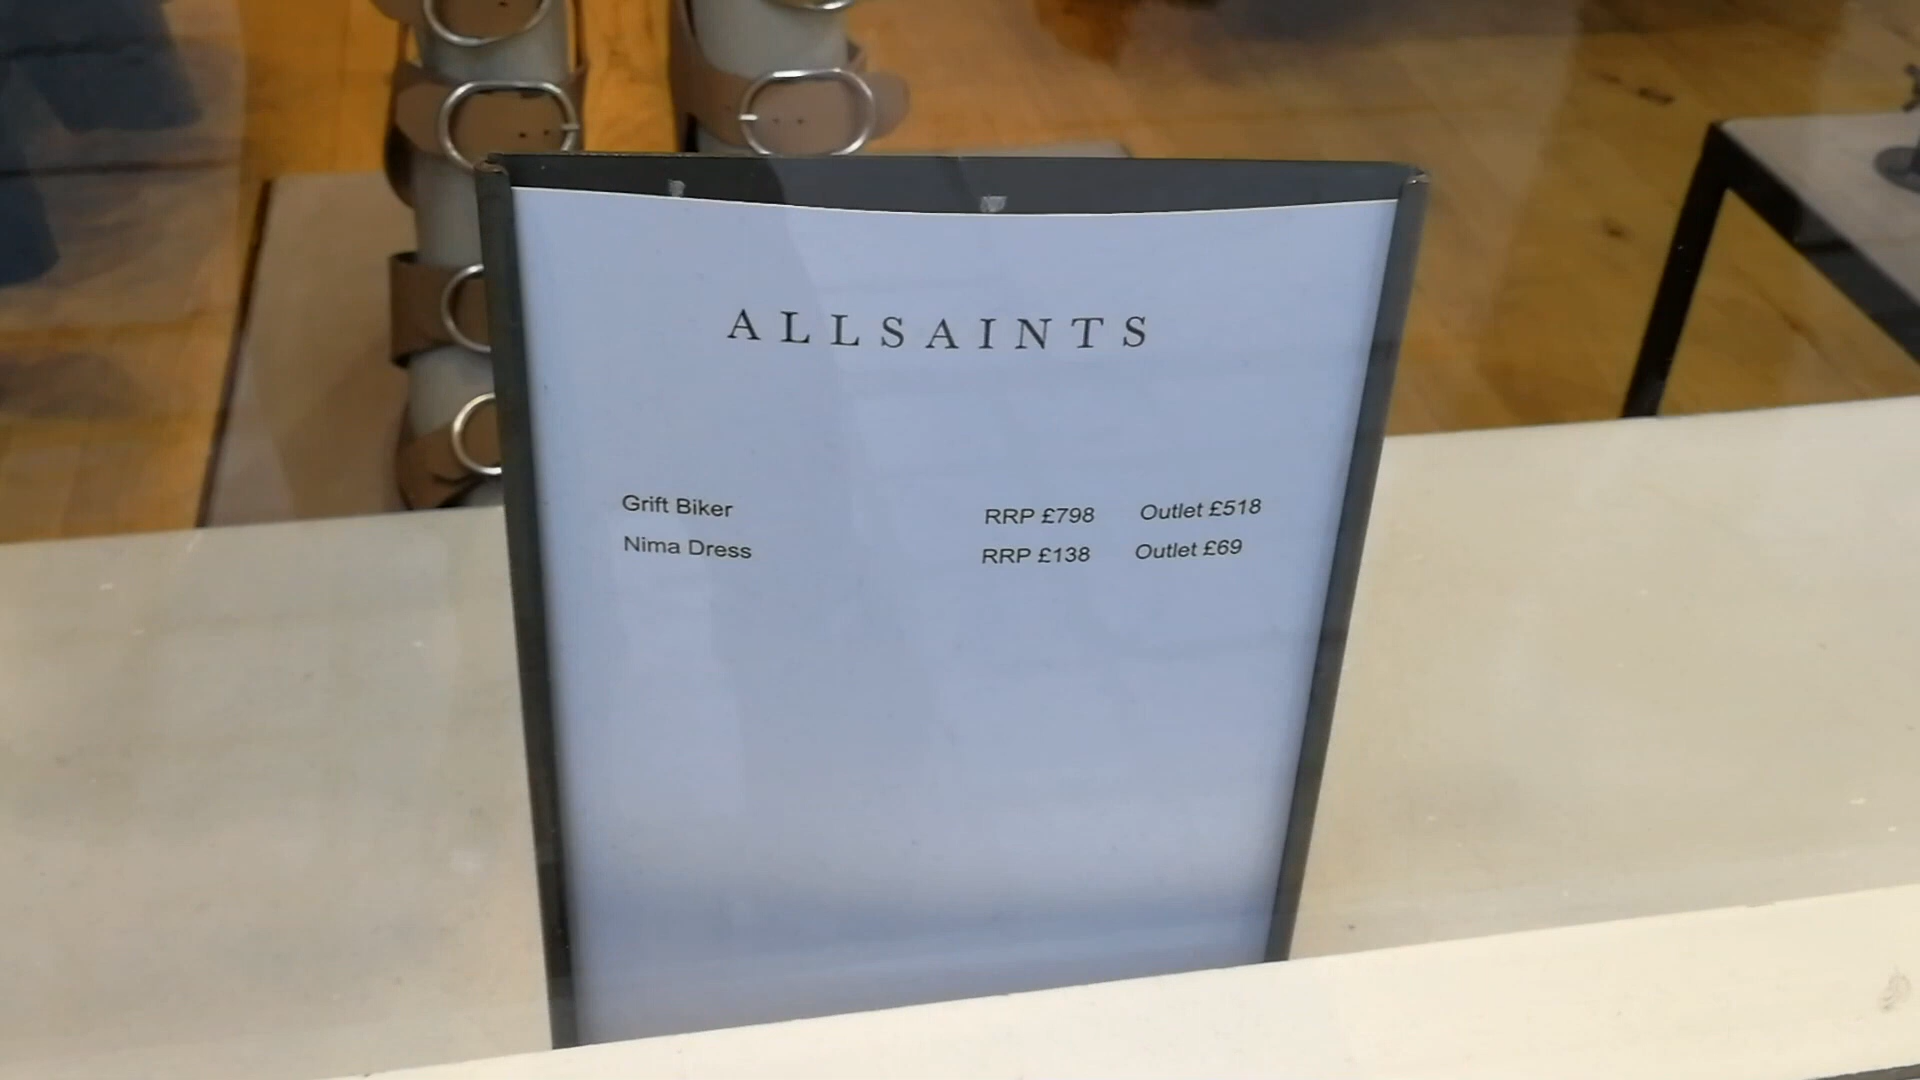 ALLSAINTS
Grift Biker RRP £798 Outlet £518
Nima Dress RRP £138 Outlet £69